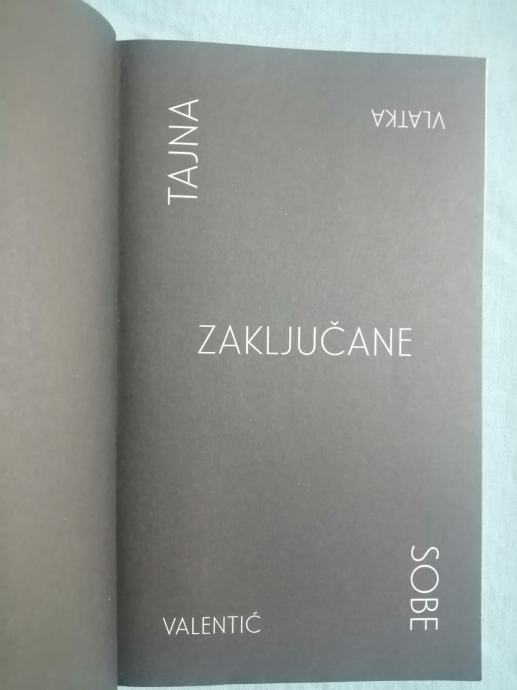 TAJNA
VLATKA
ZAKLJUČANE
SOBE
VALENTIĆ